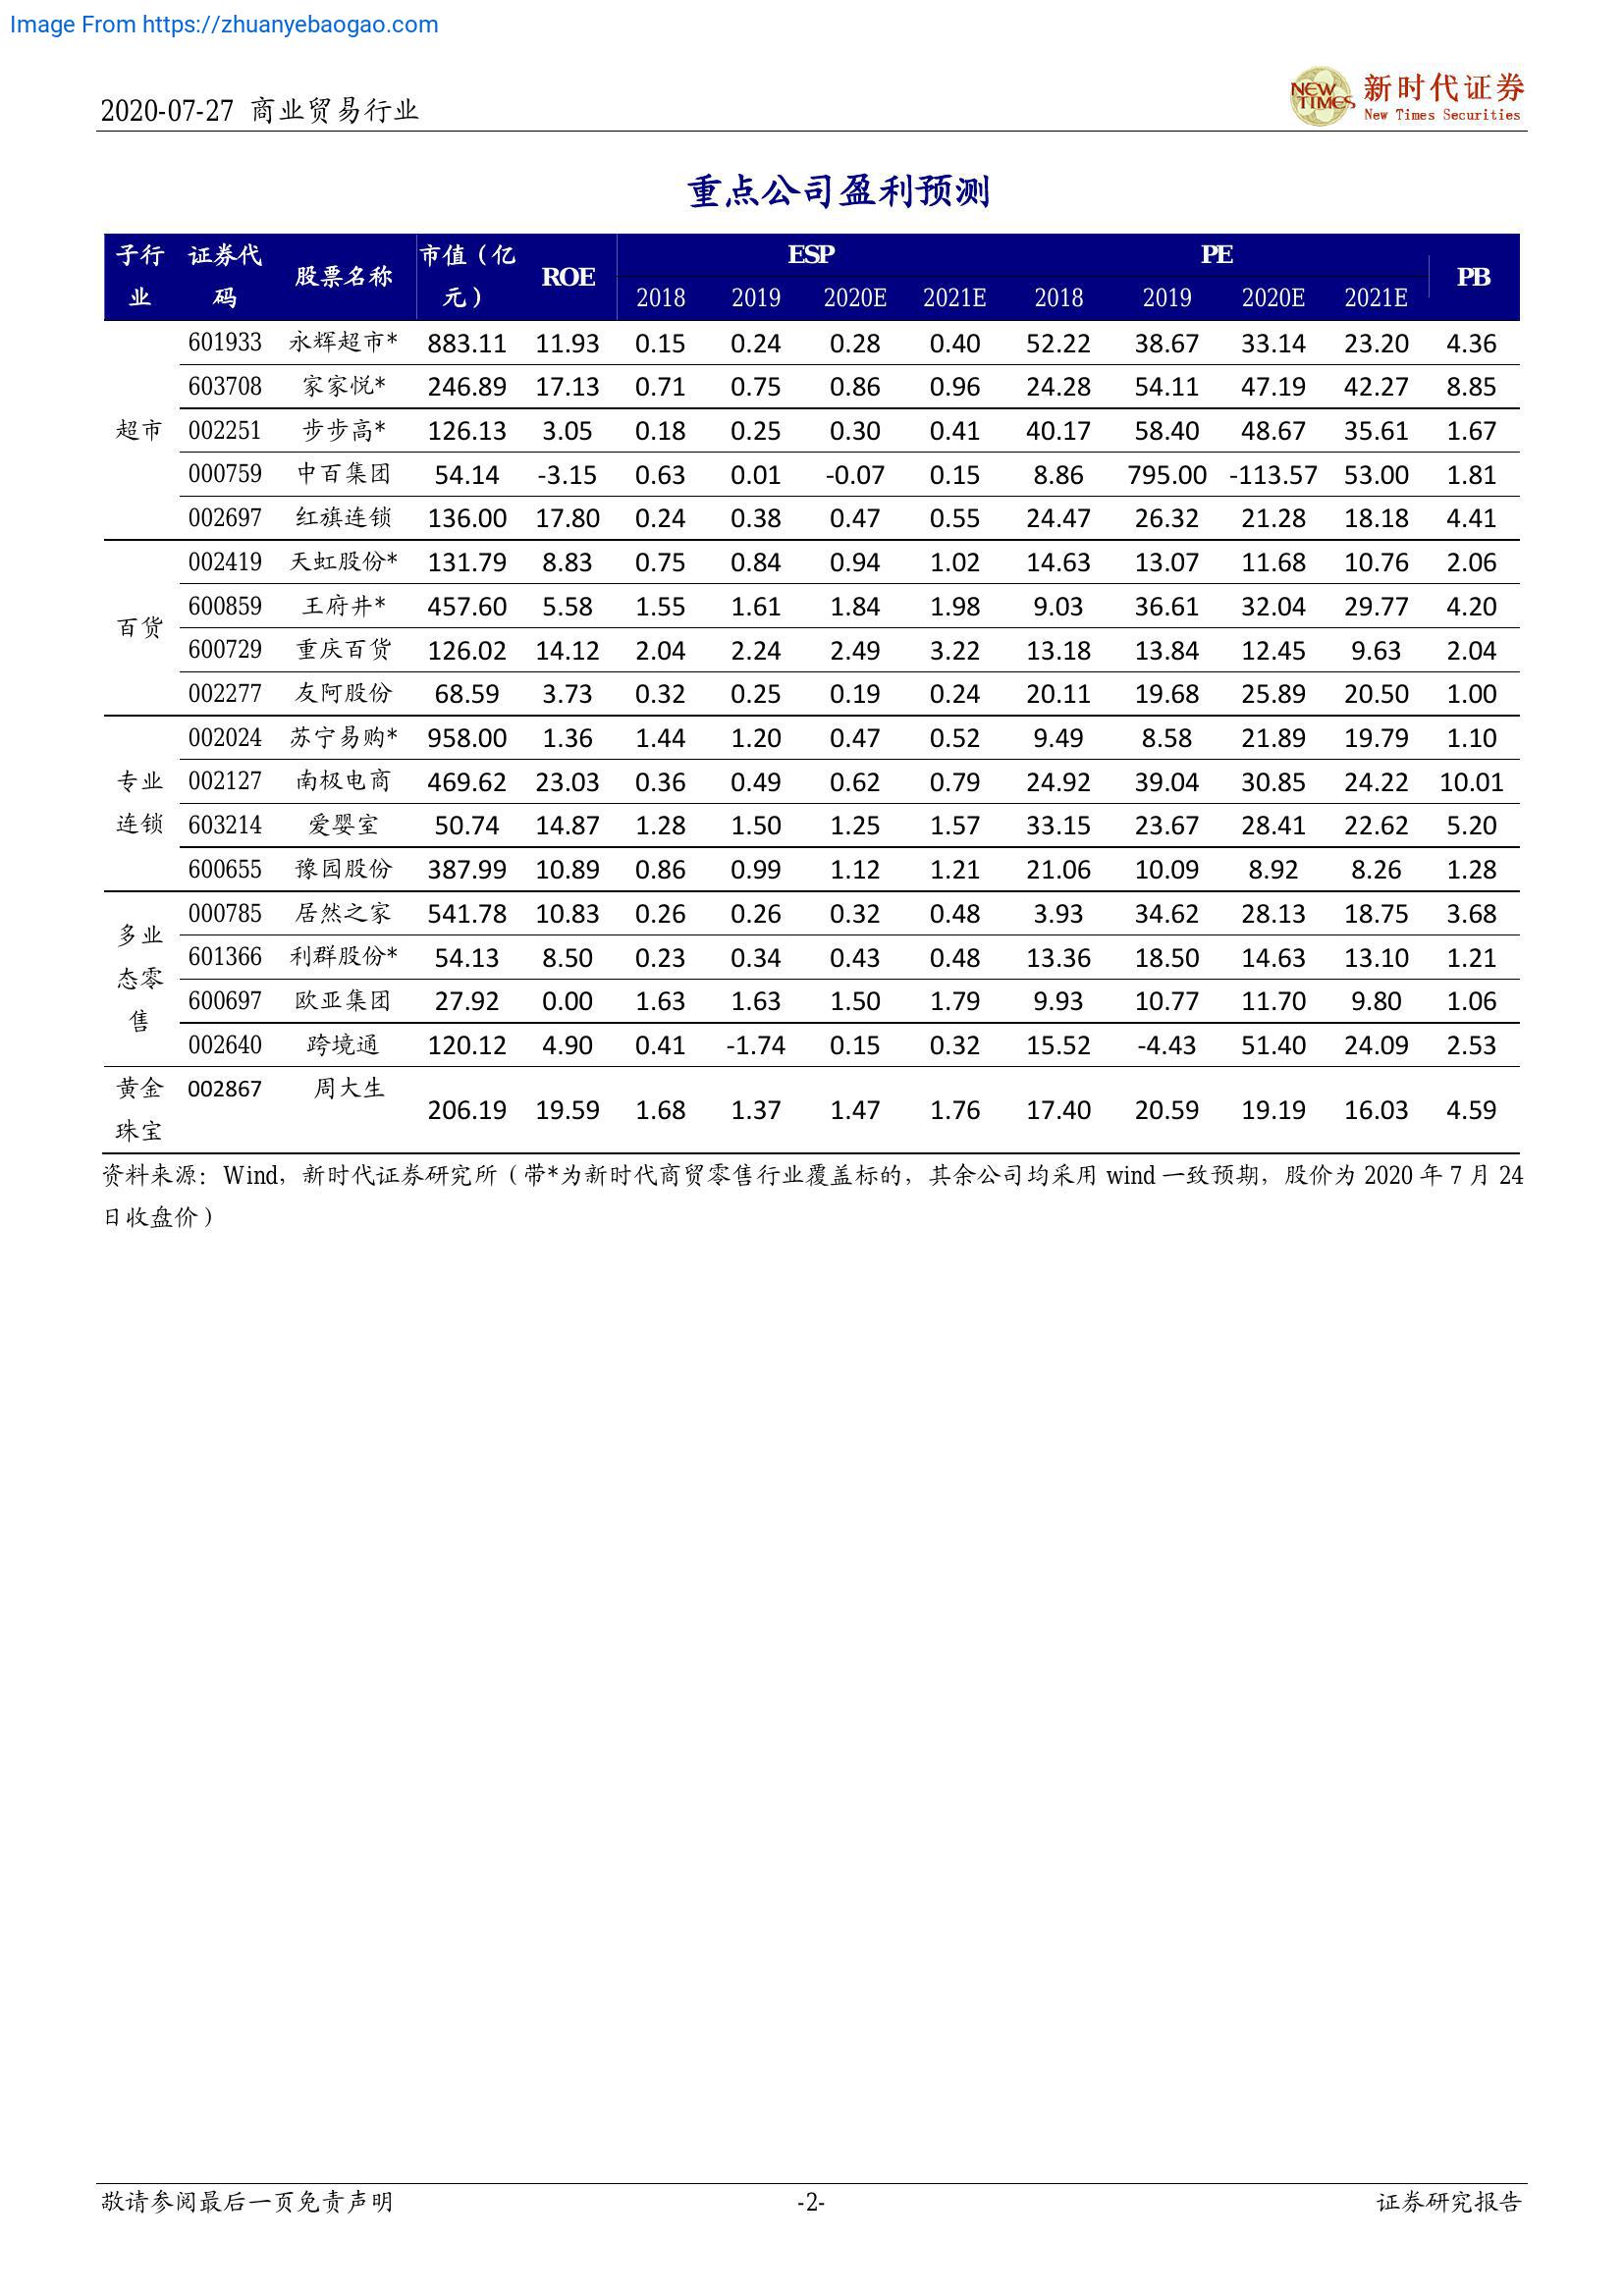 Image From https://zhuanyebaogao.com
2020-07-27 商业贸易行业
NEW TIMES 新时代证券
New Times Securities
重点公司盈利预测
子行业 证券代码 股票名称 市值（亿元） ROE ESP PE PB
2018 2019 2020E 2021E 2018 2019 2020E 2021E
超市 601933 永辉超市* 883.11 11.93 0.15 0.24 0.28 0.40 52.22 38.67 33.14 23.20 4.36
603708 家家悦* 246.89 17.13 0.71 0.75 0.86 0.96 24.28 54.11 47.19 42.27 8.85
002251 步步高* 126.13 3.05 0.18 0.25 0.30 0.41 40.17 58.40 48.67 35.61 1.67
000759 中百集团 54.14 -3.15 0.63 0.01 -0.07 0.15 8.86 795.00 -113.57 53.00 1.81
002697 红旗连锁 136.00 17.80 0.24 0.38 0.47 0.55 24.47 26.32 21.28 18.18 4.41
百货 002419 天虹股份* 131.79 8.83 0.75 0.84 0.94 1.02 14.63 13.07 11.68 10.76 2.06
600859 王府井* 457.60 5.58 1.55 1.61 1.84 1.98 9.03 36.61 32.04 29.77 4.20
600729 重庆百货 126.02 14.12 2.04 2.24 2.49 3.22 13.18 13.84 12.45 9.63 2.04
002277 友阿股份 68.59 3.73 0.32 0.25 0.19 0.24 20.11 19.68 25.89 20.50 1.00
专业连锁 002024 苏宁易购* 958.00 1.36 1.44 1.20 0.47 0.52 9.49 8.58 21.89 19.79 1.10
002127 南极电商 469.62 23.03 0.36 0.49 0.62 0.79 24.92 39.04 30.85 24.22 10.01
603214 爱婴室 50.74 14.87 1.28 1.50 1.25 1.57 33.15 23.67 28.41 22.62 5.20
600655 豫园股份 387.99 10.89 0.86 0.99 1.12 1.21 21.06 10.09 8.92 8.26 1.28
多业态零售 000785 居然之家 541.78 10.83 0.26 0.26 0.32 0.48 3.93 34.62 28.13 18.75 3.68
601366 利群股份* 54.13 8.50 0.23 0.34 0.43 0.48 13.36 18.50 14.63 13.10 1.21
600697 欧亚集团 27.92 0.00 1.63 1.63 1.50 1.79 9.93 10.77 11.70 9.80 1.06
002640 跨境通 120.12 4.90 0.41 -1.74 0.15 0.32 15.52 -4.43 51.40 24.09 2.53
黄金珠宝 002867 周大生 206.19 19.59 1.68 1.37 1.47 1.76 17.40 20.59 19.19 16.03 4.59
资料来源：Wind，新时代证券研究所（带*为新时代商贸零售行业覆盖标的，其余公司均采用 wind 一致预期，股价为 2020 年 7 月 24
日收盘价）
敬请参阅最后一页免责声明 -2- 证券研究报告